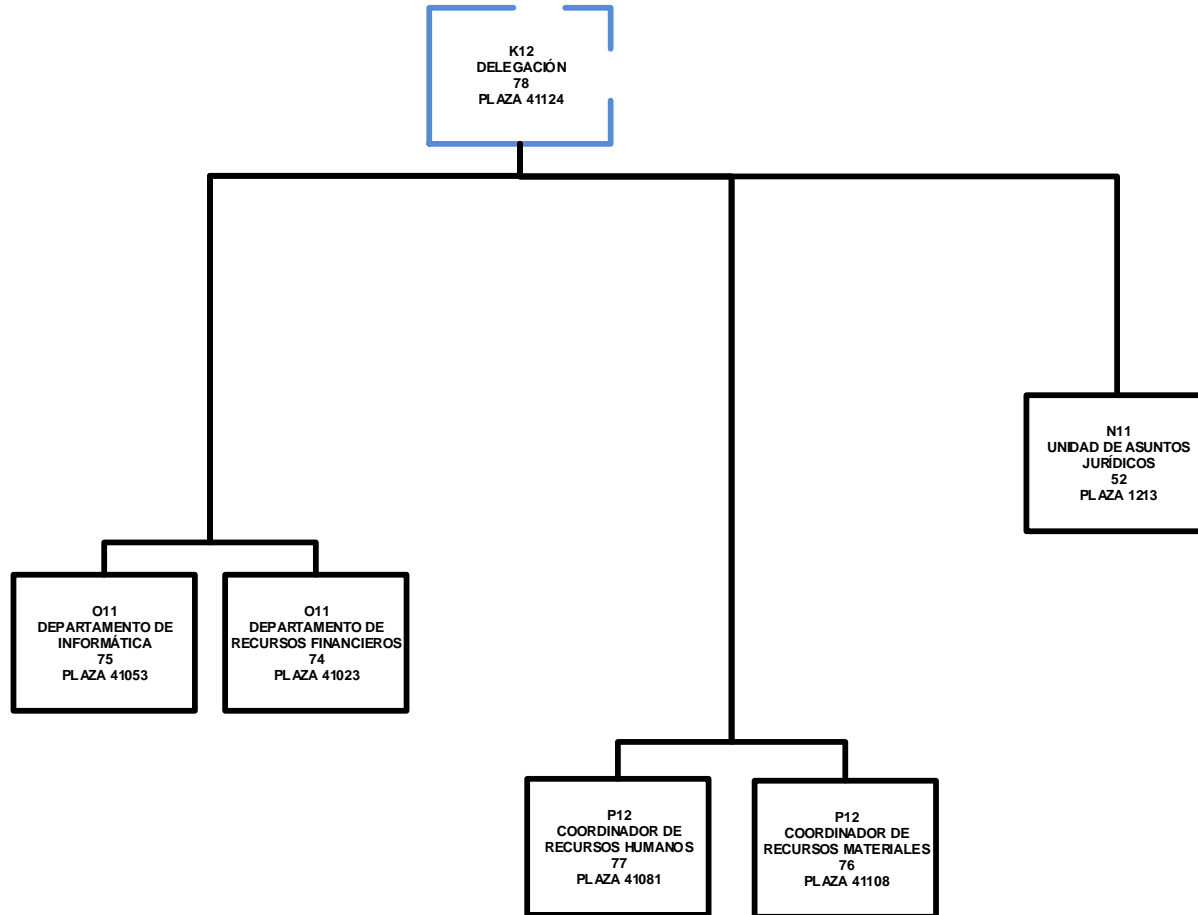 K12
DELEGACIÓN
78
PLAZA 41124
N11
UNIDAD DE ASUNTOS
JURÍDICOS
52
PLAZA 1213
O11
DEPARTAMENTO DE
INFORMÁTICA
75
PLAZA 41053
O11
DEPARTAMENTO DE
RECURSOS FINANCIEROS
74
PLAZA 41023
P12
COORDINADOR DE
RECURSOS HUMANOS
77
PLAZA 41081
P12
COORDINADOR DE
RECURSOS MATERIALES
76
PLAZA 41108